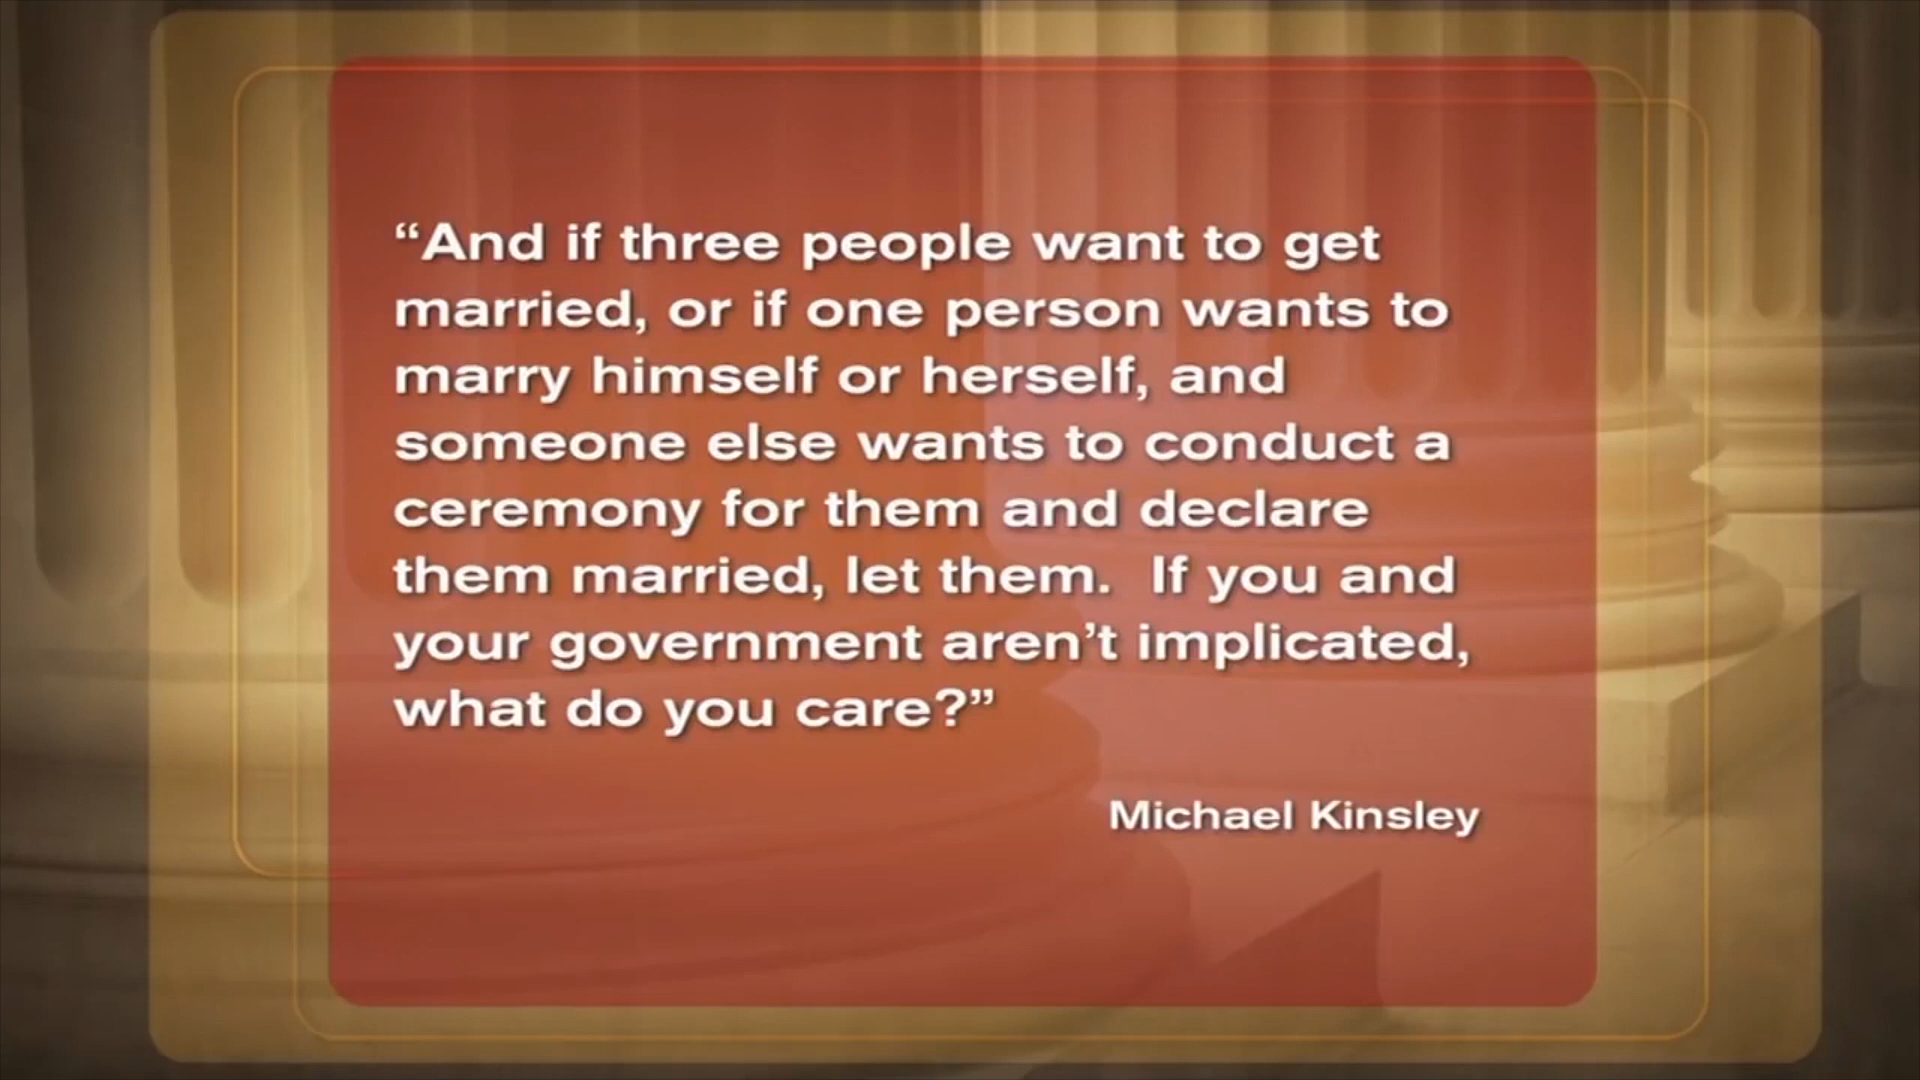 “And if three people want to get
married, or if one person wants to
marry himself or herself, and
someone else wants to conduct a
ceremony for them and declare
them married, let them.  If you and
your government aren’t implicated,
what do you care?”
Michael Kinsley